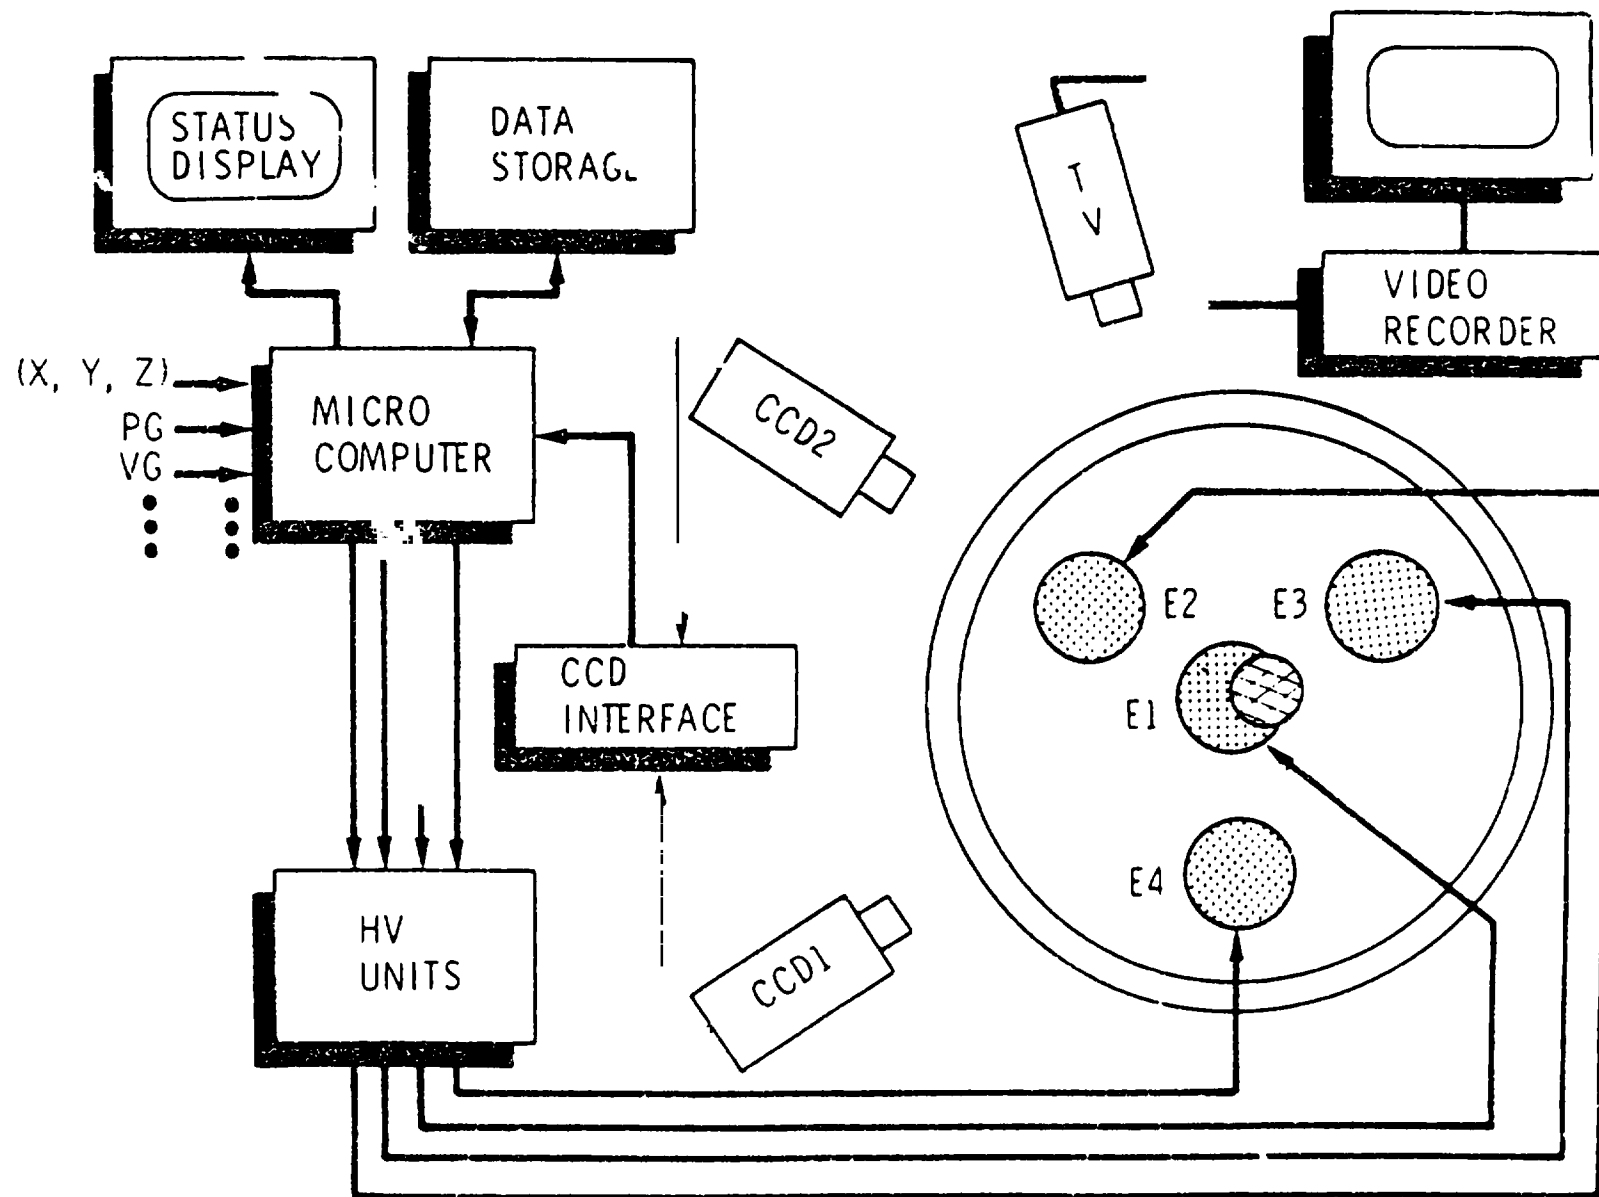 STATUS
DISPLAY
DATA
STORAGE
T
V
VIDEO
RECORDER
(X, Y, Z)
PG
VG
MICRO
COMPUTER
CCD2
CCD
INTERFACE
E2
E3
E1
E4
HV
UNITS
CCD1